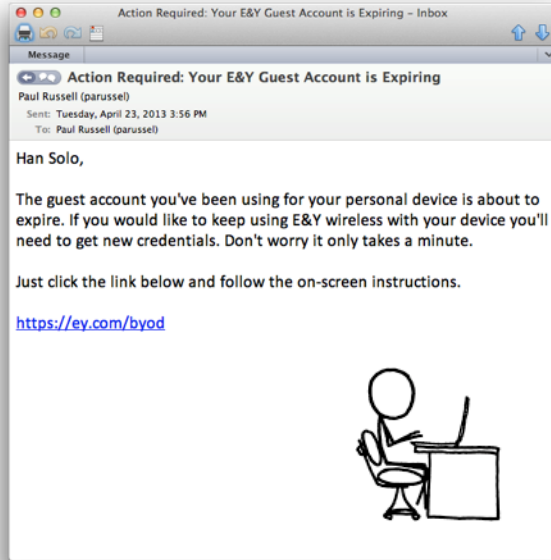 Action Required: Your E&Y Guest Account is Expiring – Inbox
Message
Action Required: Your E&Y Guest Account is Expiring
Paul Russell (parussel)
Sent: Tuesday, April 23, 2013 3:56 PM
To: Paul Russell (parussel)
Han Solo,
The guest account you've been using for your personal device is about to
expire. If you would like to keep using E&Y wireless with your device you'll
need to get new credentials. Don't worry it only takes a minute.
Just click the link below and follow the on-screen instructions.
https://ey.com/byod